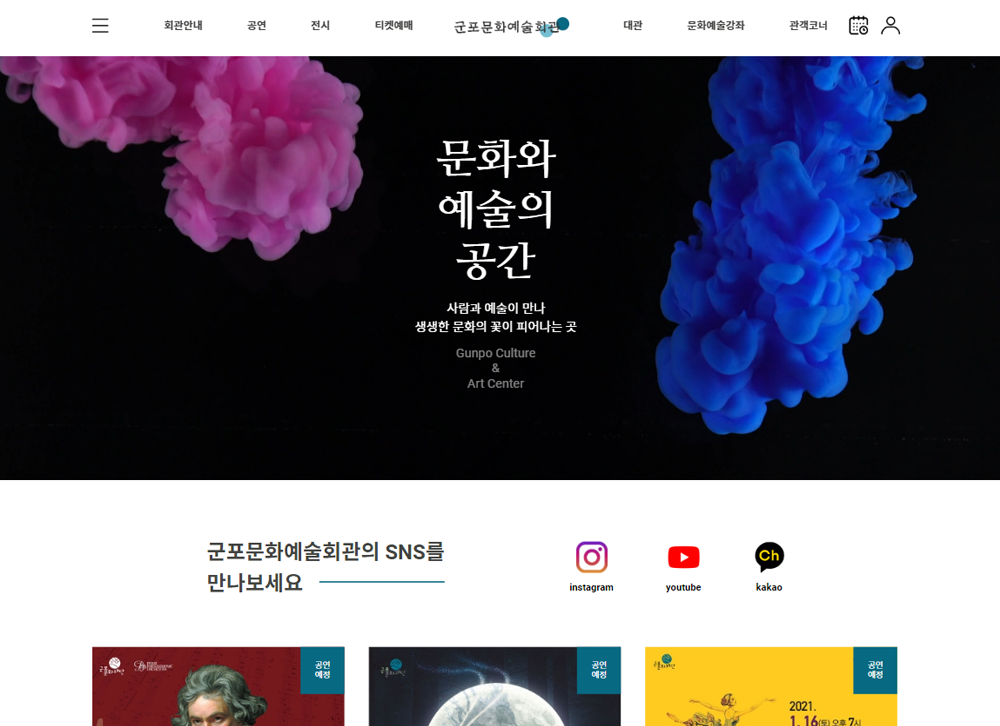 회관안내
공연
전시
티켓예매
군포문화예술회관
대관
문화예술강좌
관객코너
문화와
예술의
공간
사람과 예술이 만나
생생한 문화의 꽃이 피어나는 곳
Gunpo Culture
&
Art Center
군포문화예술회관의 SNS를
만나보세요
instagram
youtube
Ch
kakao
공연
예정
공연
예정
공연
예정
2021.
1.16(토) 오후 7시